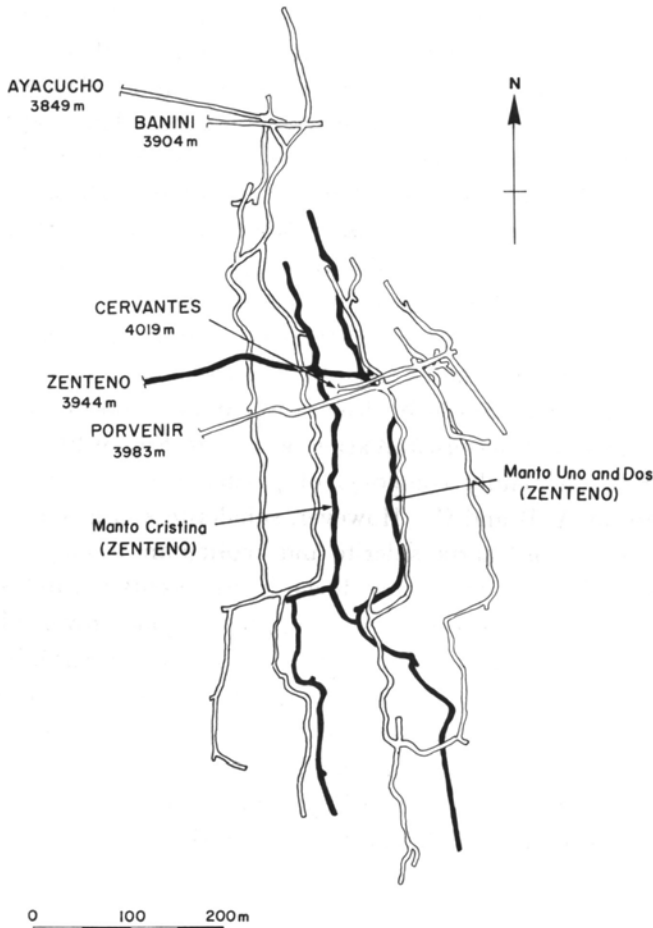 AYACUCHO
3849 m
BANINI
3904 m
N
CERVANTES
4019 m
ZENTENO
3944 m
PORVENIR
3983 m
Manto Uno and Dos
(ZENTENO)
Manto Cristina
(ZENTENO)
0 100 200 m